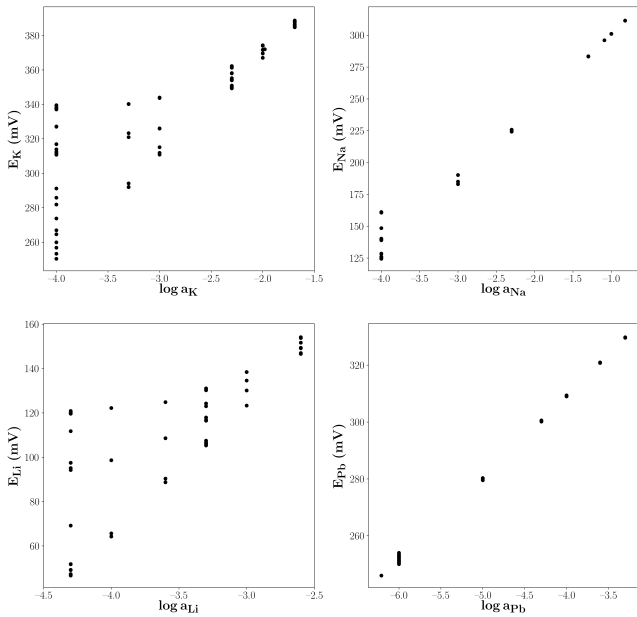 380
360
340
320
300
280
260
E_K (mV)
−4.0 −3.5 −3.0 −2.5 −2.0 −1.5
log a_K
300
275
250
225
200
175
150
125
E_Na (mV)
−4.0 −3.5 −3.0 −2.5 −2.0 −1.5 −1.0
log a_Na
160
140
120
100
80
60
E_Li (mV)
−4.5 −4.0 −3.5 −3.0 −2.5
log a_Li
320
300
280
260
E_Pb (mV)
−6.0 −5.5 −5.0 −4.5 −4.0 −3.5
log a_Pb